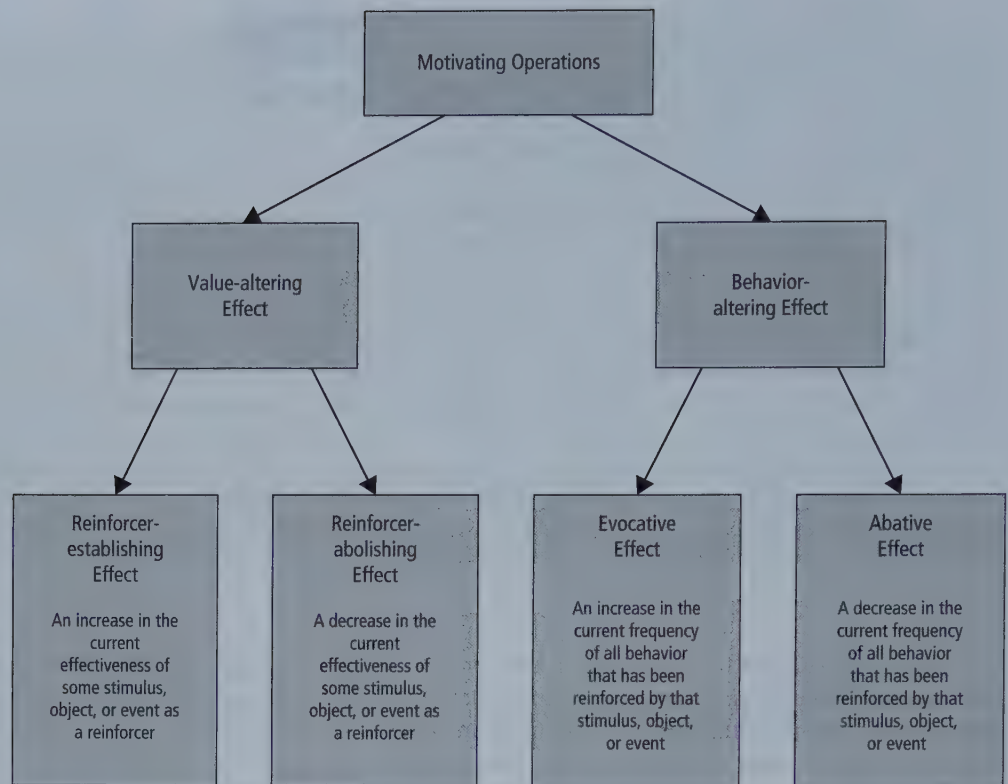 Motivating Operations
Value-altering
Effect
Behavior-
altering Effect
Reinforcer-
establishing
Effect
An increase in the
current
effectiveness of
some stimulus,
object, or event as
a reinforcer
Reinforcer-
abolishing
Effect
A decrease in the
current
effectiveness of
some stimulus,
object, or event as
a reinforcer
Evocative
Effect
An increase in the
current frequency
of all behavior
that has been
reinforced by that
stimulus, object,
or event
Abative
Effect
A decrease in the
current frequency
of all behavior
that has been
reinforced by that
stimulus, object,
or event